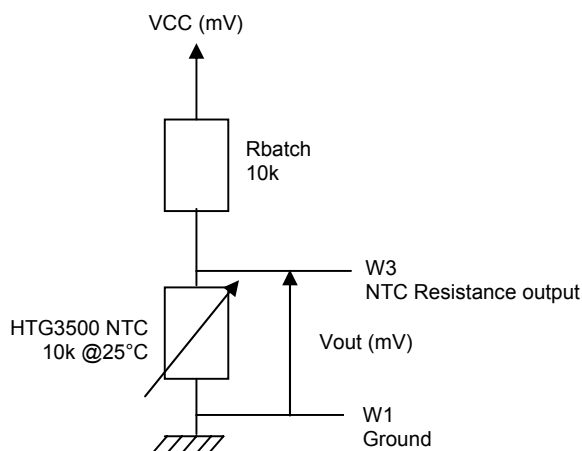 VCC (mV)
Rbatch
10k
W3
NTC Resistance output
HTG3500 NTC
10k @25°C
Vout (mV)
W1
Ground